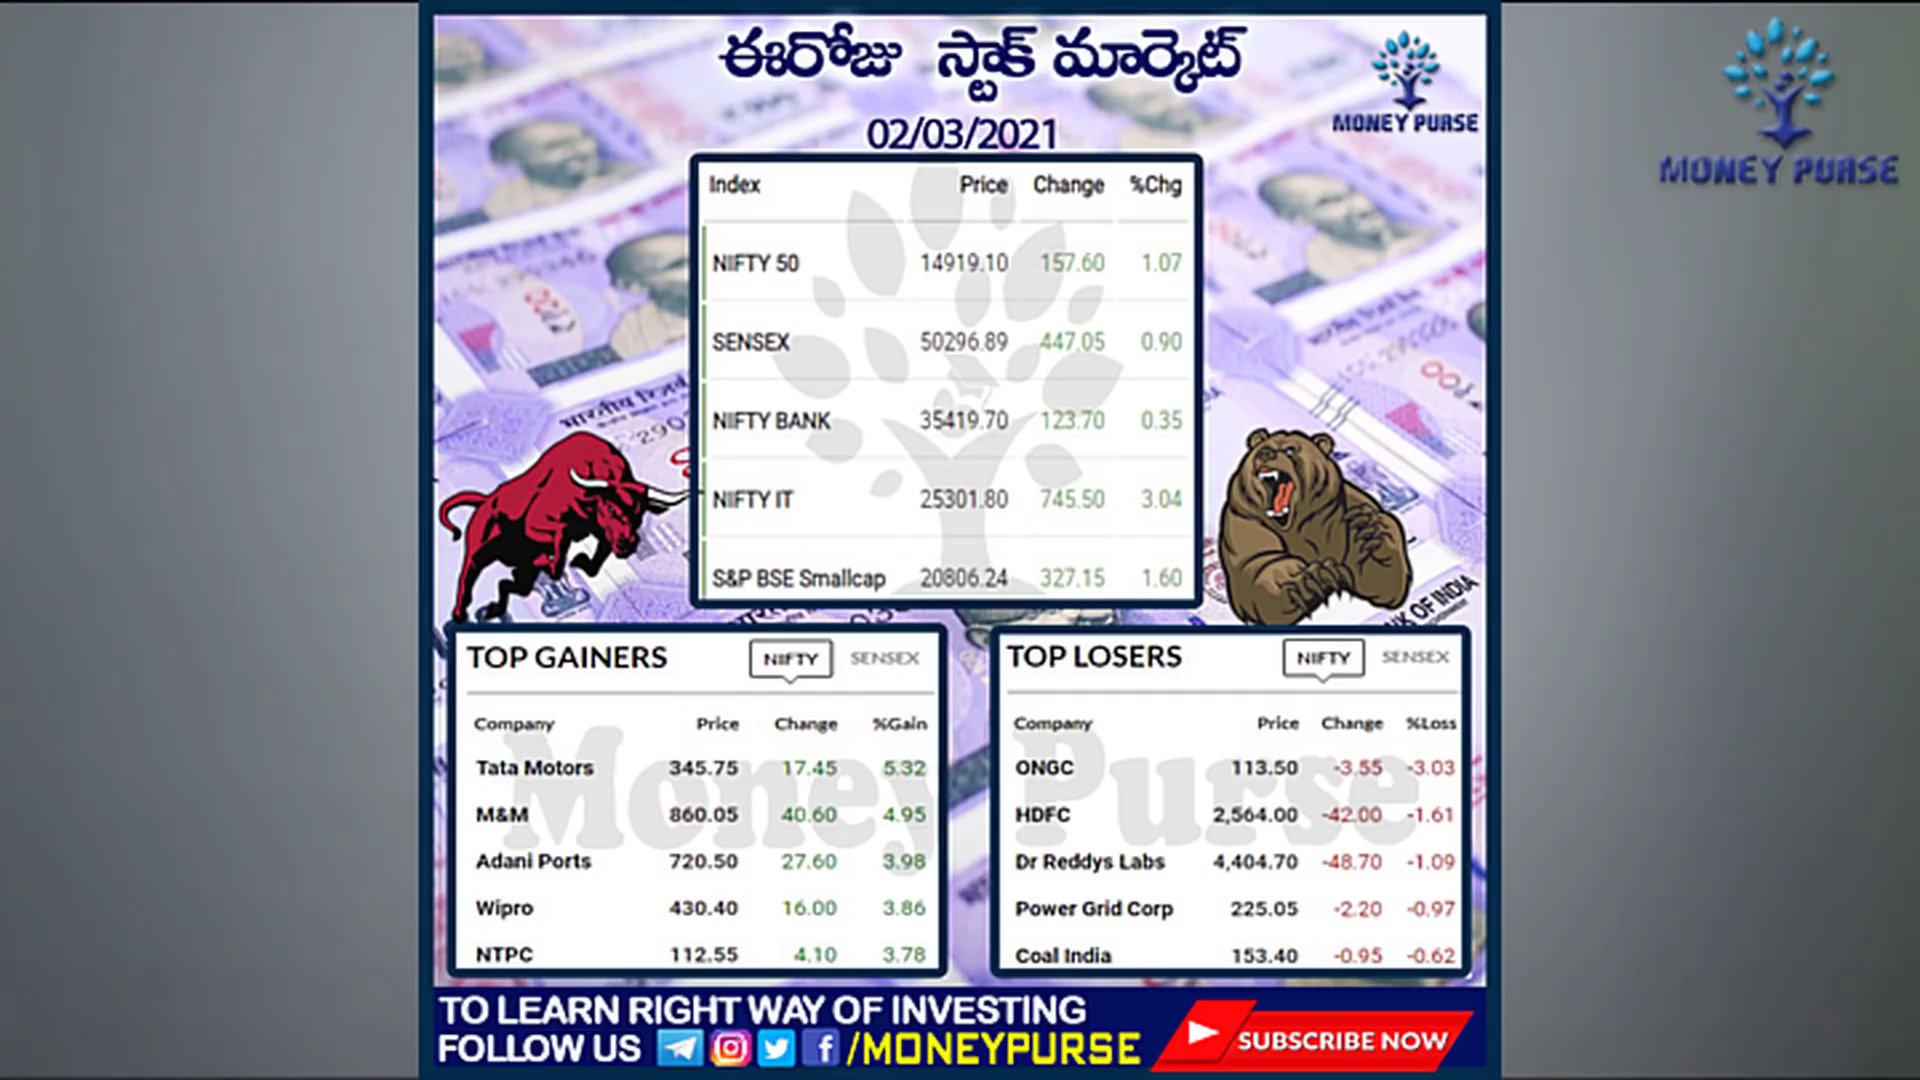 ఈరోజు స్టాక్ మార్కెట్
MONEY PURSE
MONEY PURSE
02/03/2021
Index Price Change %Chg
NIFTY 50 14919.10 157.60 1.07
SENSEX 50296.89 447.05 0.90
NIFTY BANK 35419.70 123.70 0.35
NIFTY IT 25301.80 745.50 3.04
S&P BSE Smallcap 20806.24 327.15 1.60
TOP GAINERS NIFTY SENSEX
Company Price Change %Gain
Tata Motors 345.75 17.45 5.32
M&M 860.05 40.60 4.95
Adani Ports 720.50 27.60 3.98
Wipro 430.40 16.00 3.86
NTPC 112.55 4.10 3.78
TOP LOSERS NIFTY SENSEX
Company Price Change %Loss
ONGC 113.50 -3.55 -3.03
HDFC 2,564.00 -42.00 -1.61
Dr Reddys Labs 4,404.70 -48.70 -1.09
Power Grid Corp 225.05 -2.20 -0.97
Coal India 153.40 -0.95 -0.62
Money Purse
TO LEARN RIGHT WAY OF INVESTING
FOLLOW US /MONEYPURSE
SUBSCRIBE NOW